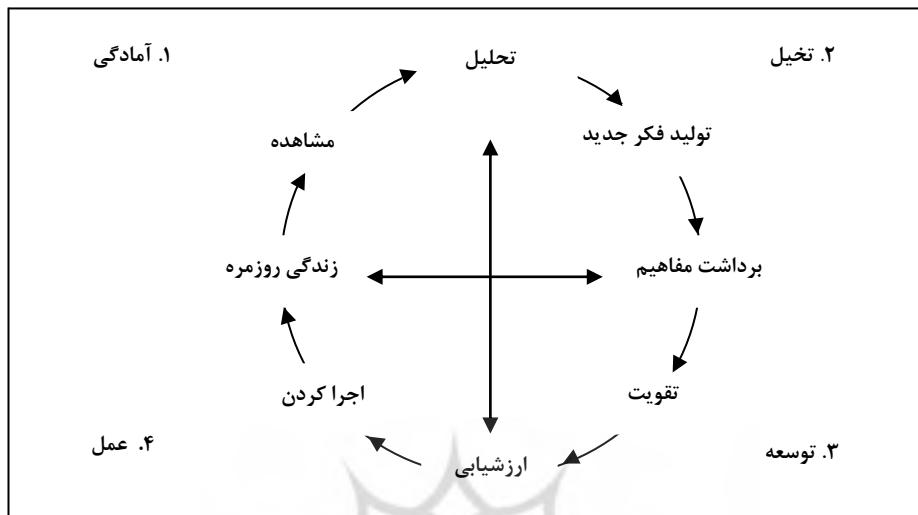 ۱. آمادگی
تحلیل
۲. تخیل
مشاهده
تولید فکر جدید
زندگی روزمره
برداشت مفاهیم
اجرا کردن
تقویت
۴. عمل
ارزشیابی
۳. توسعه